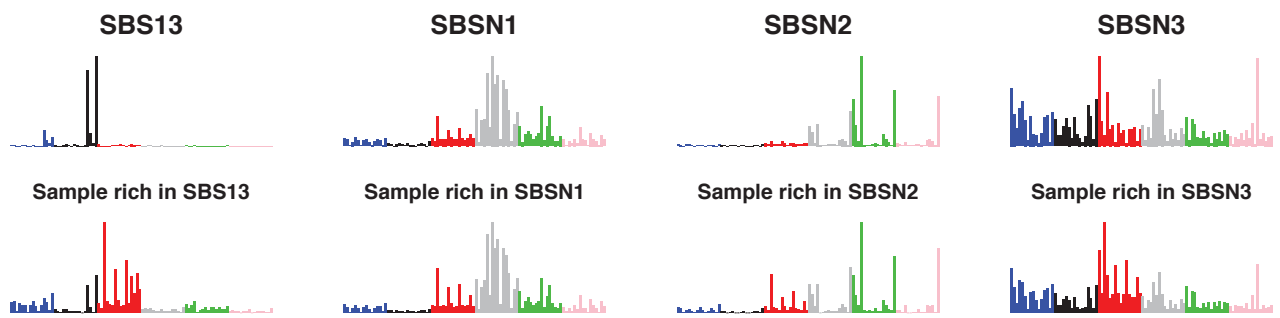 SBS13 SBSN1 SBSN2 SBSN3
Sample rich in SBS13 Sample rich in SBSN1 Sample rich in SBSN2 Sample rich in SBSN3